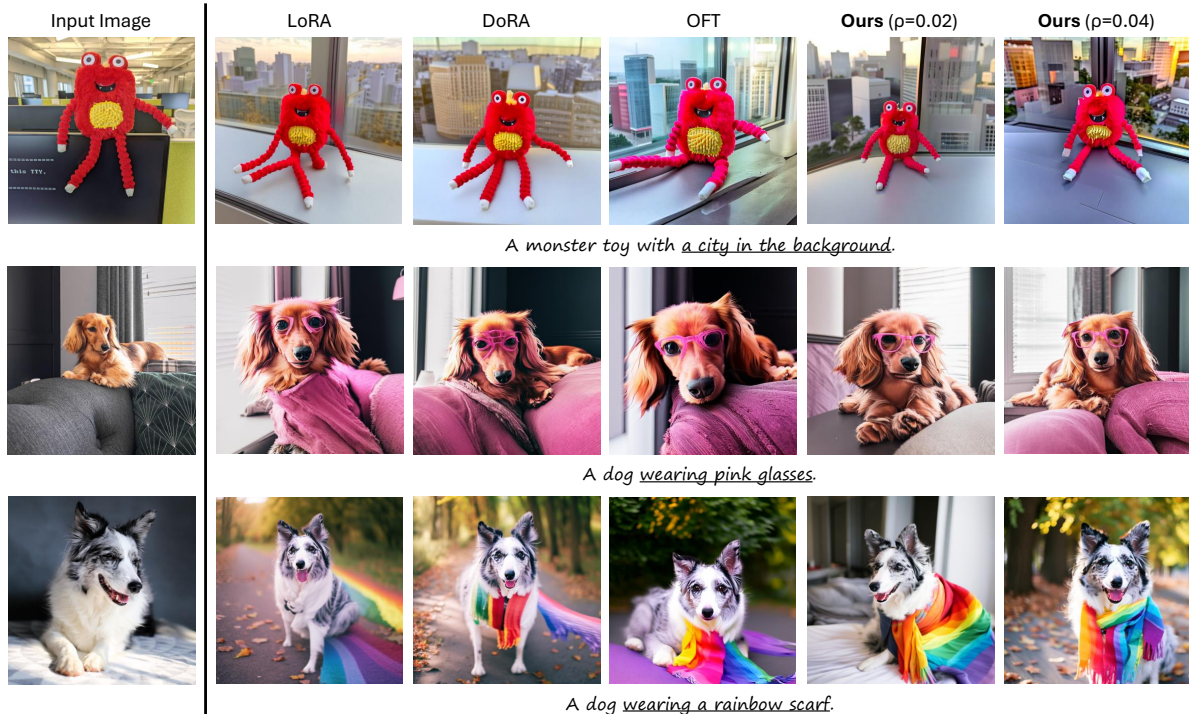 Input Image LoRA DoRA OFT Ours (ρ=0.02) Ours (ρ=0.04)
this TTY,
A monster toy with a city in the background.
A dog wearing pink glasses.
A dog wearing a rainbow scarf.